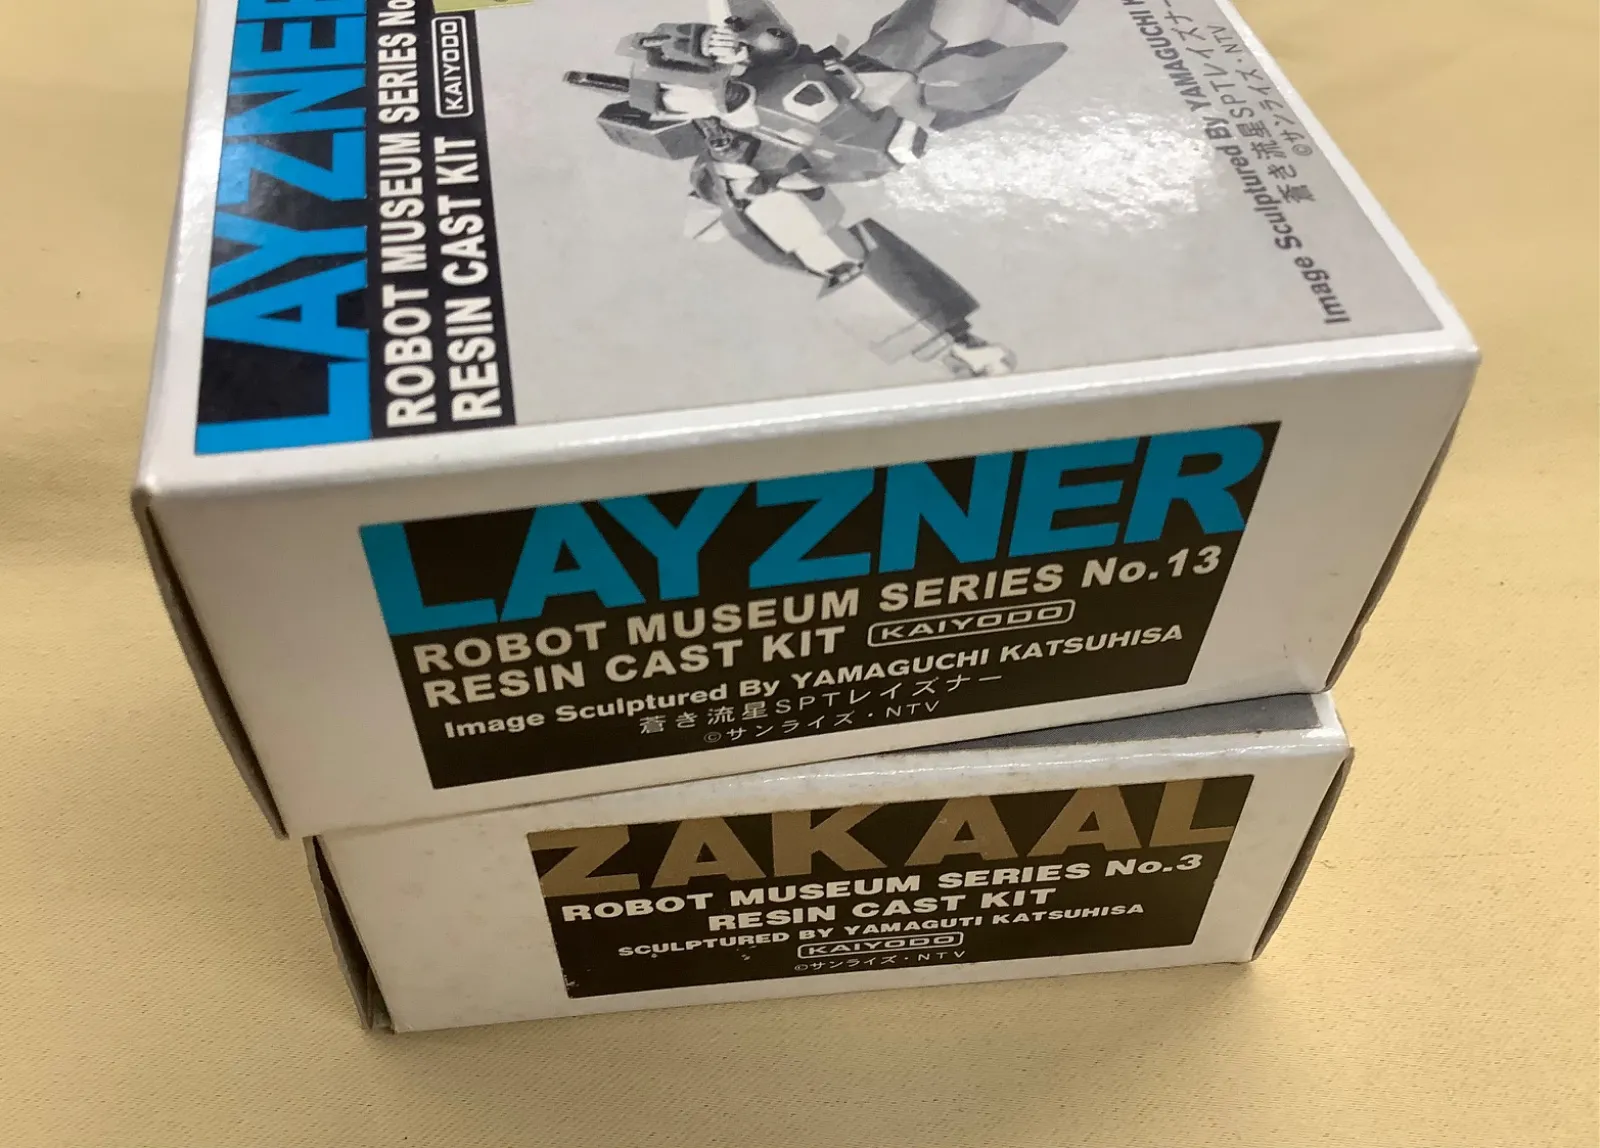 LAYZNER
ROBOT MUSEUM SERIES No
RESIN CAST KIT KAIYODO
Image Sculptured By YAMAGUCHI
蒼き流星SPTレイズナー
©サンライズ・NTV
LAYZNER
ROBOT MUSEUM SERIES No.13
RESIN CAST KIT KAIYODO
Image Sculptured By YAMAGUCHI KATSUHISA
蒼き流星SPTレイズナー
©サンライズ・NTV
ZAKAAL
ROBOT MUSEUM SERIES No.3
RESIN CAST KIT
SCULPTURED BY YAMAGUTI KATSUHISA
KAIYODO
©サンライズ・NTV